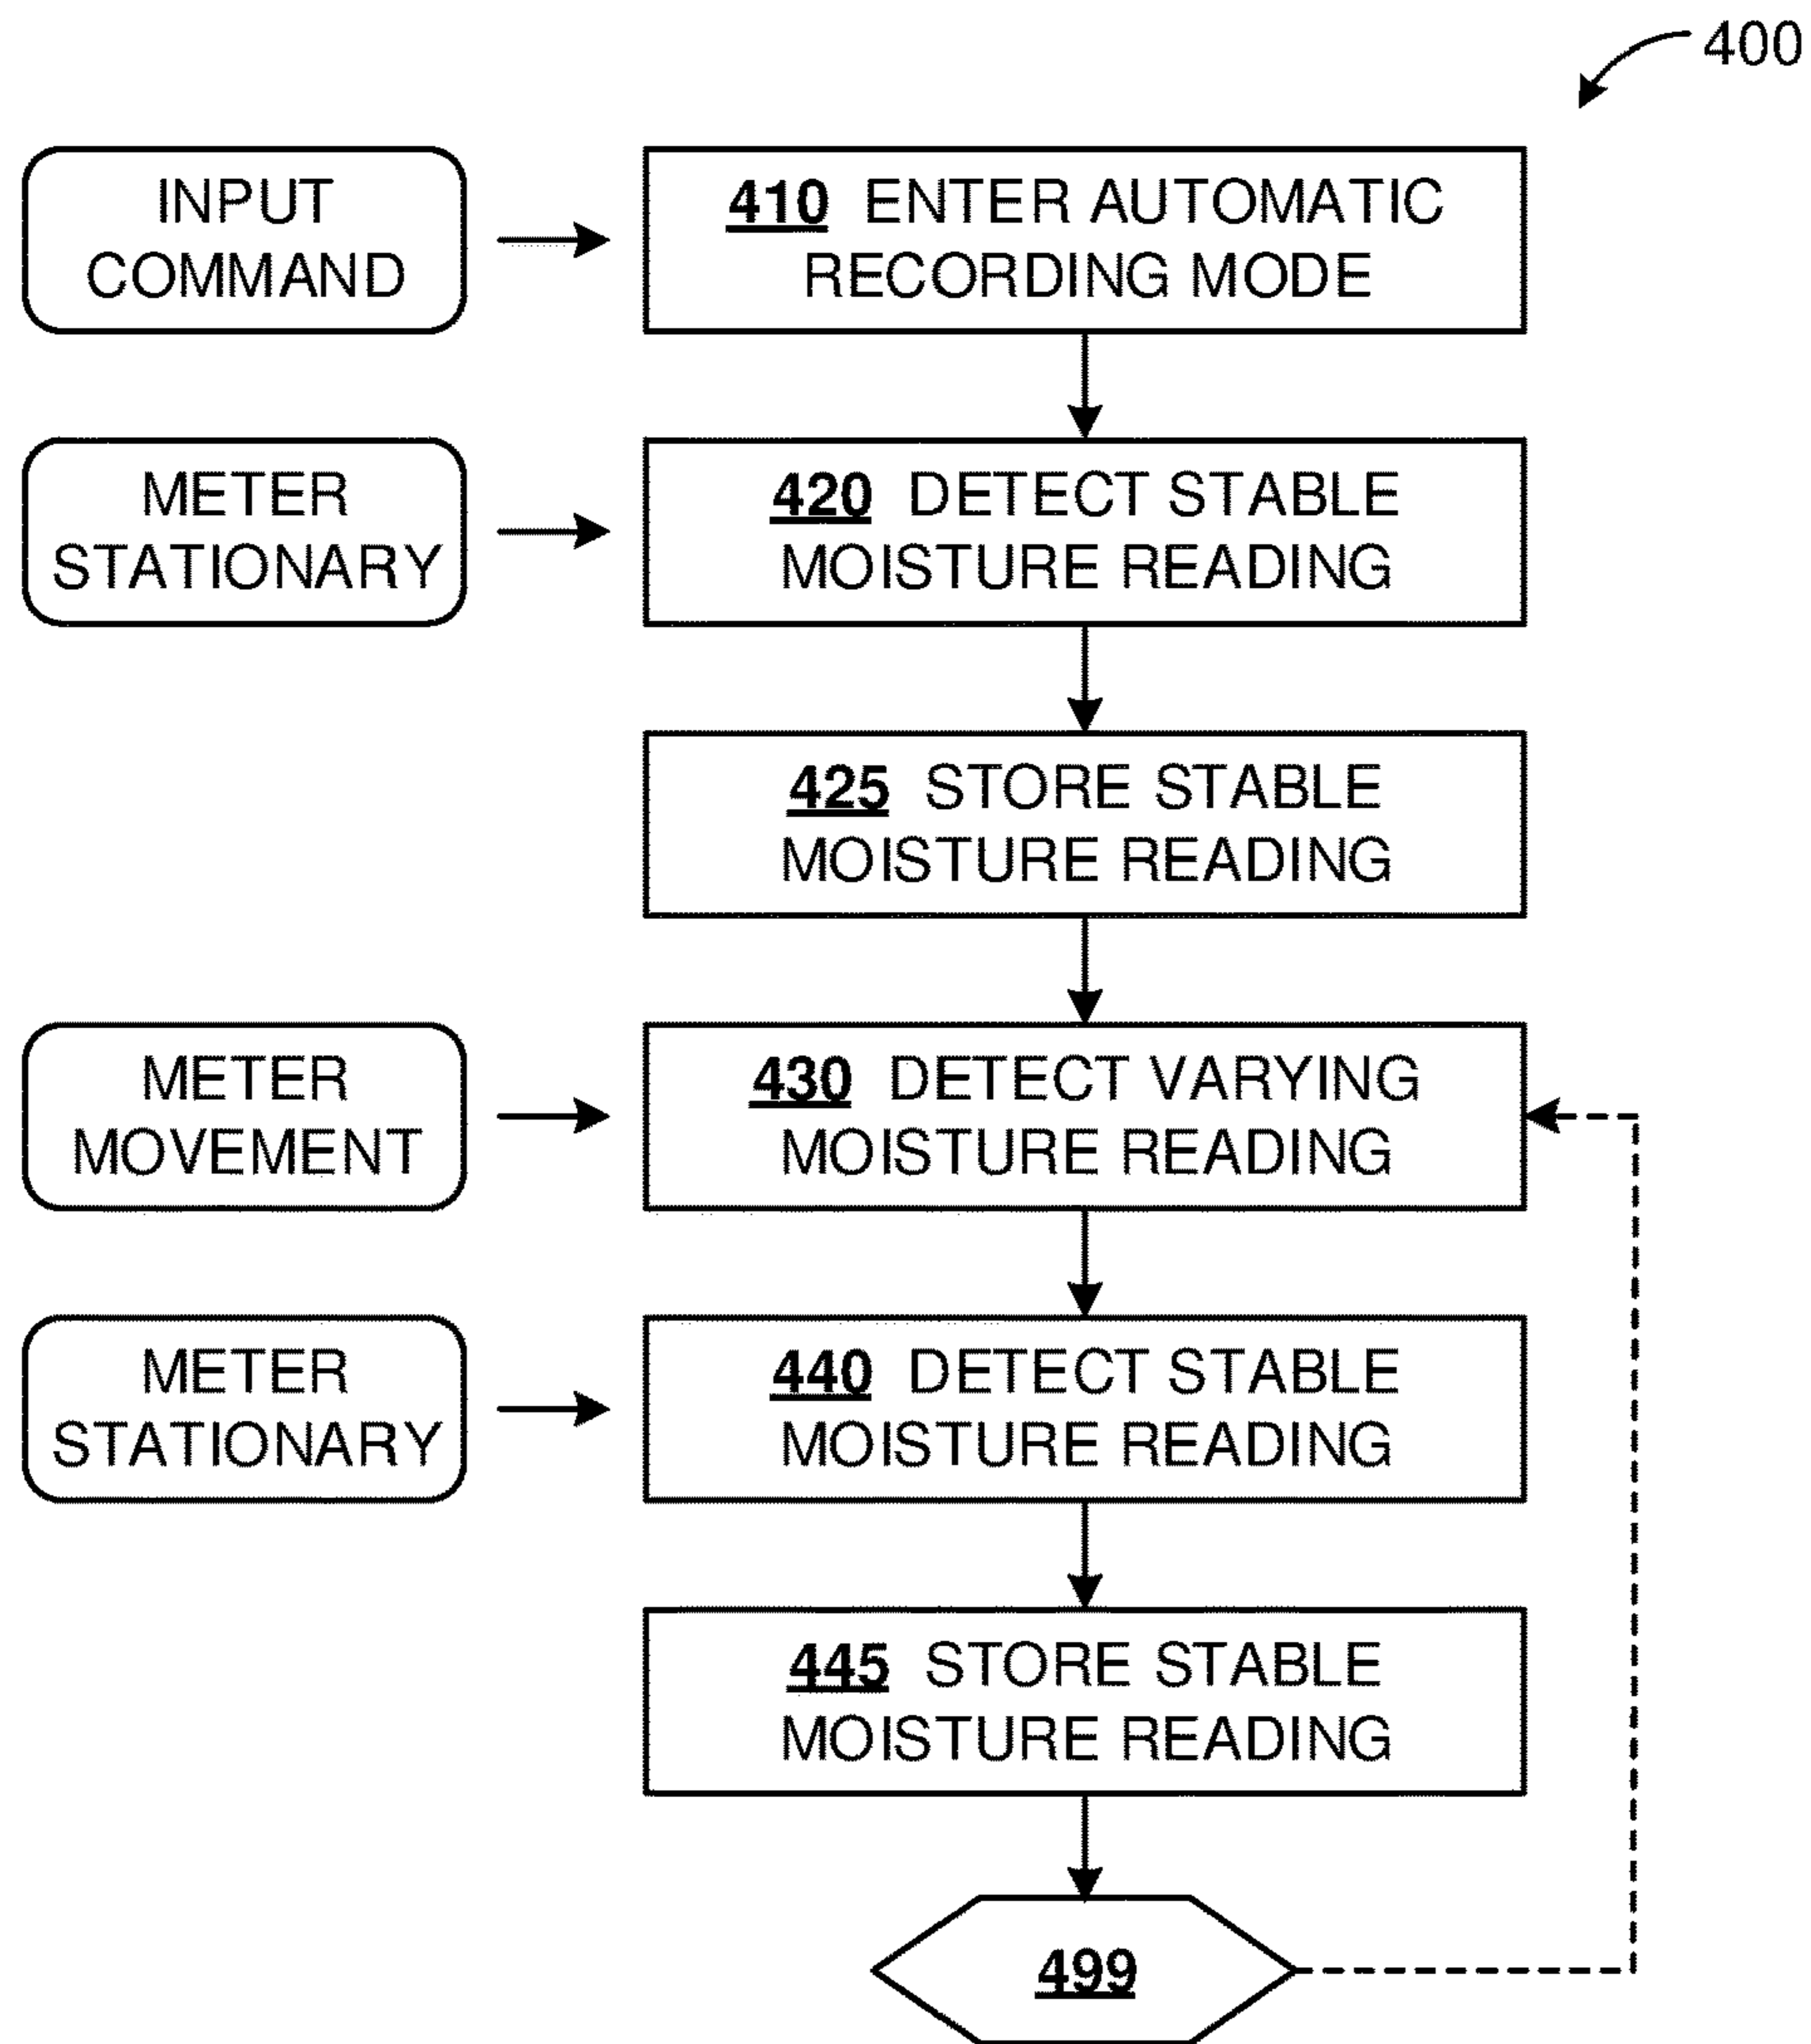 400
INPUT
COMMAND
410 ENTER AUTOMATIC
RECORDING MODE
METER
STATIONARY
420 DETECT STABLE
MOISTURE READING
425 STORE STABLE
MOISTURE READING
METER
MOVEMENT
430 DETECT VARYING
MOISTURE READING
METER
STATIONARY
440 DETECT STABLE
MOISTURE READING
445 STORE STABLE
MOISTURE READING
499